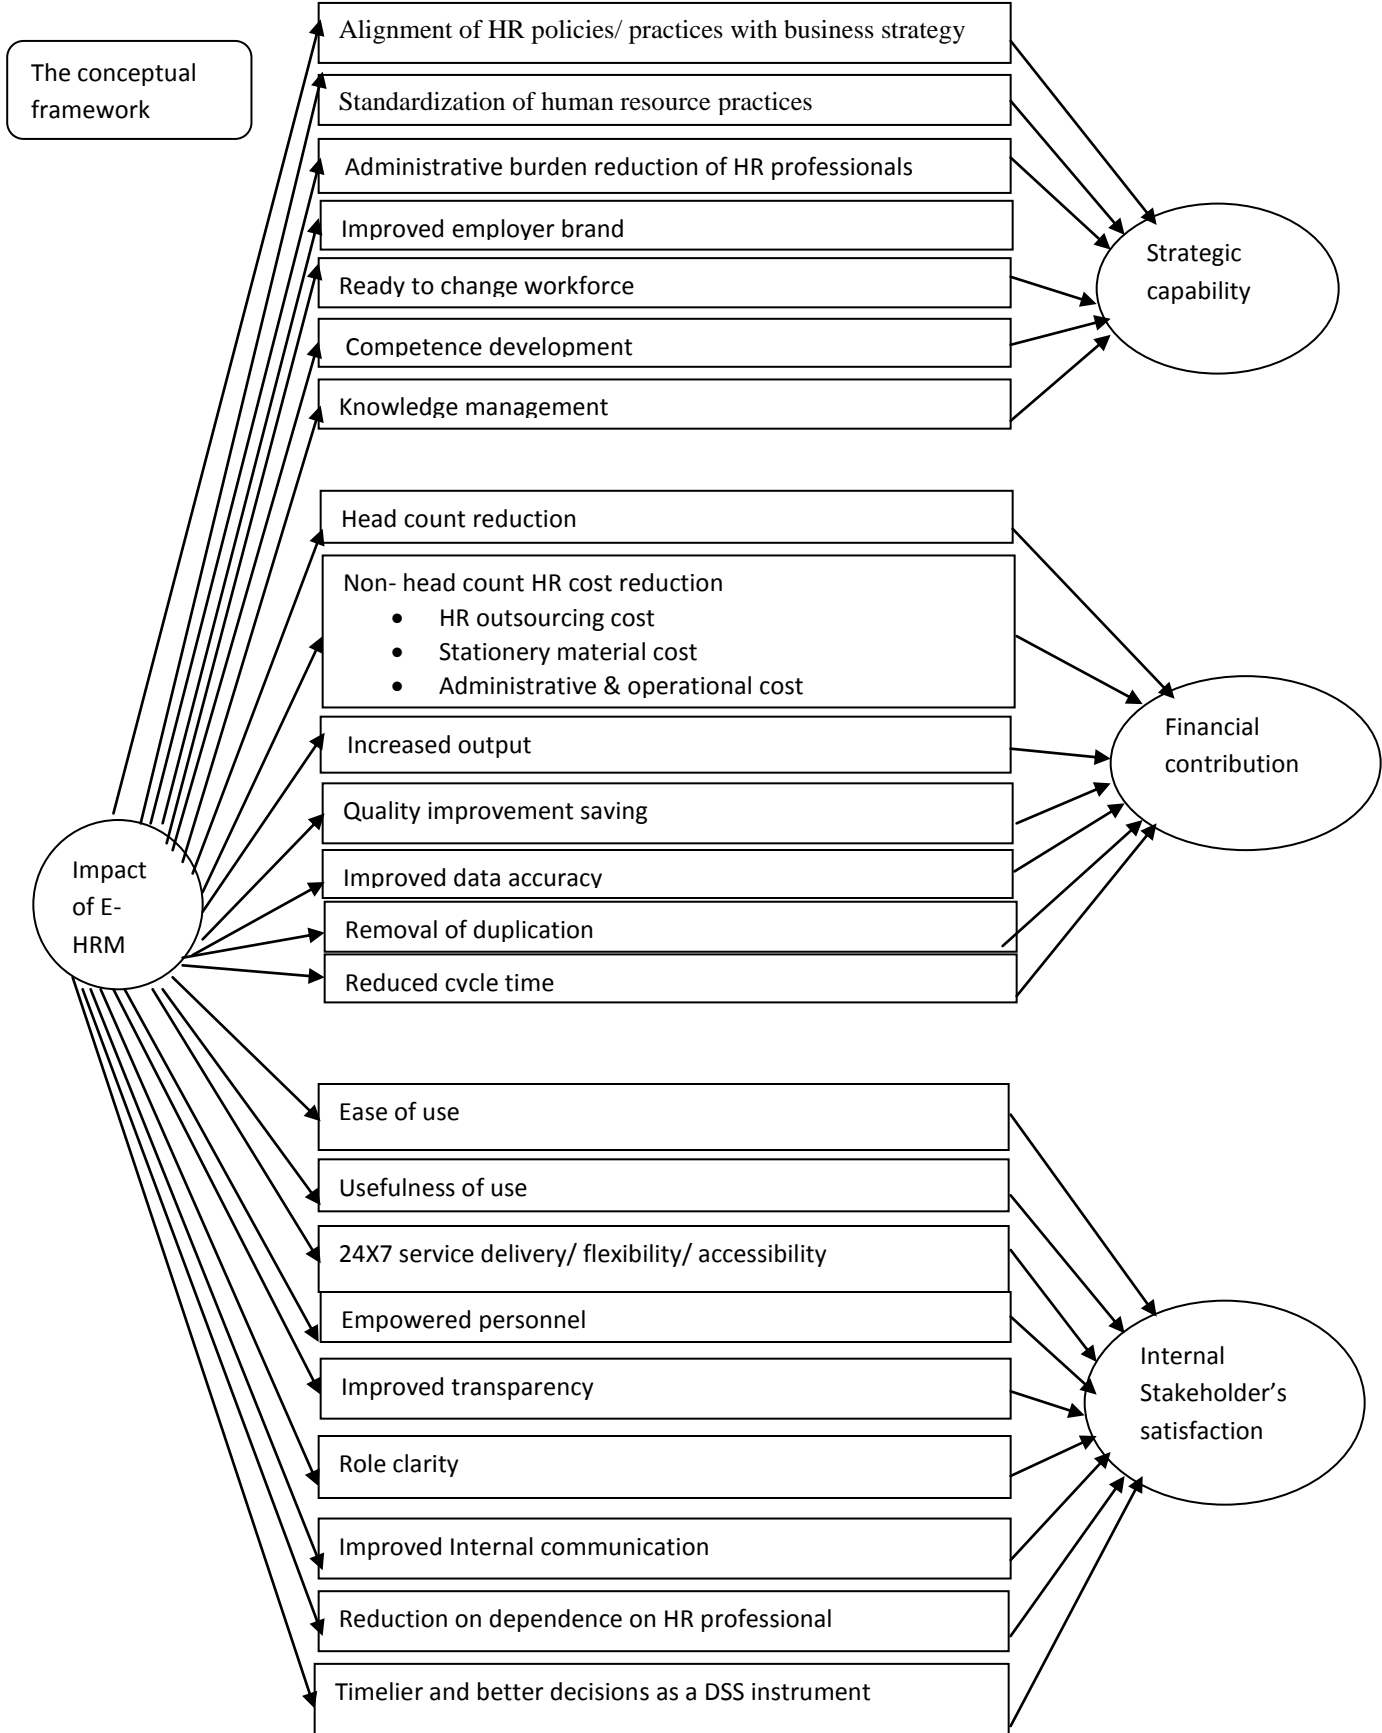 The conceptual
framework
Alignment of HR policies/ practices with business strategy
Standardization of human resource practices
Administrative burden reduction of HR professionals
Improved employer brand
Ready to change workforce
Competence development
Knowledge management
Strategic
capability
Head count reduction
Non- head count HR cost reduction
• HR outsourcing cost
• Stationery material cost
• Administrative & operational cost
Increased output
Quality improvement saving
Improved data accuracy
Removal of duplication
Reduced cycle time
Financial
contribution
Impact
of E-
HRM
Ease of use
Usefulness of use
24X7 service delivery/ flexibility/ accessibility
Empowered personnel
Improved transparency
Role clarity
Improved Internal communication
Reduction on dependence on HR professional
Timelier and better decisions as a DSS instrument
Internal
Stakeholder’s
satisfaction